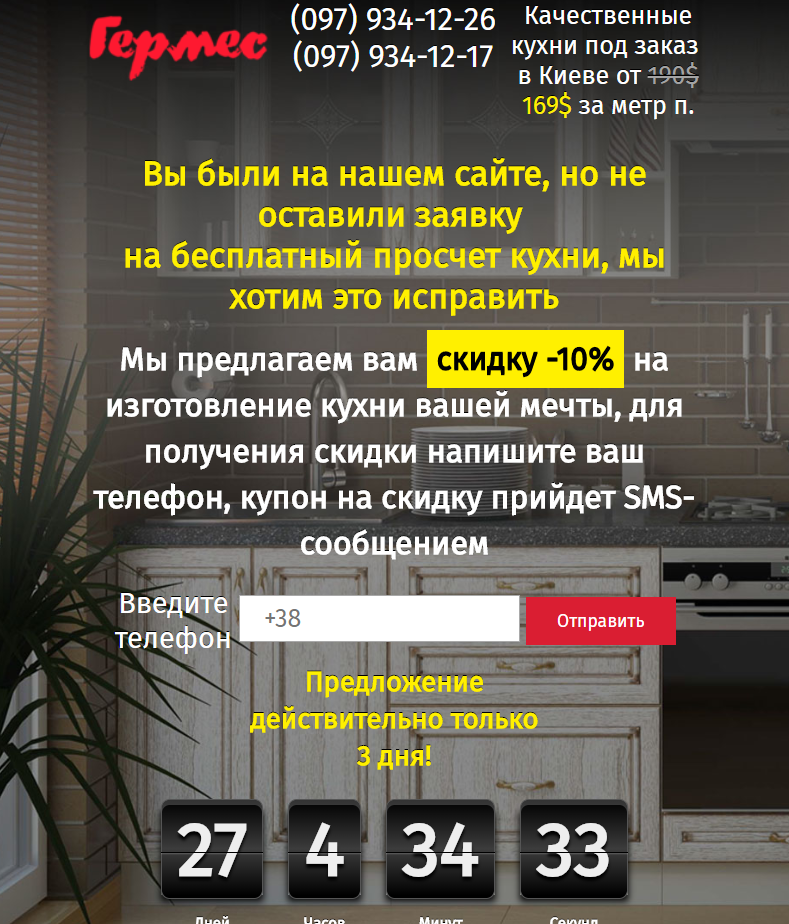 Гермес
(097) 934-12-26
(097) 934-12-17
Качественные
кухни под заказ
в Киеве от 190$
169$ за метр п.
Вы были на нашем сайте, но не
оставили заявку
на бесплатный просчет кухни, мы
хотим это исправить
Мы предлагаем вам скидку -10% на
изготовление кухни вашей мечты, для
получения скидки напишите ваш
телефон, купон на скидку прийдет SMS-
сообщением
Введите
телефон
+38
Отправить
Предложение
действительно только
3 дня!
27 4 34 33
Дней Часов Минут Секунд